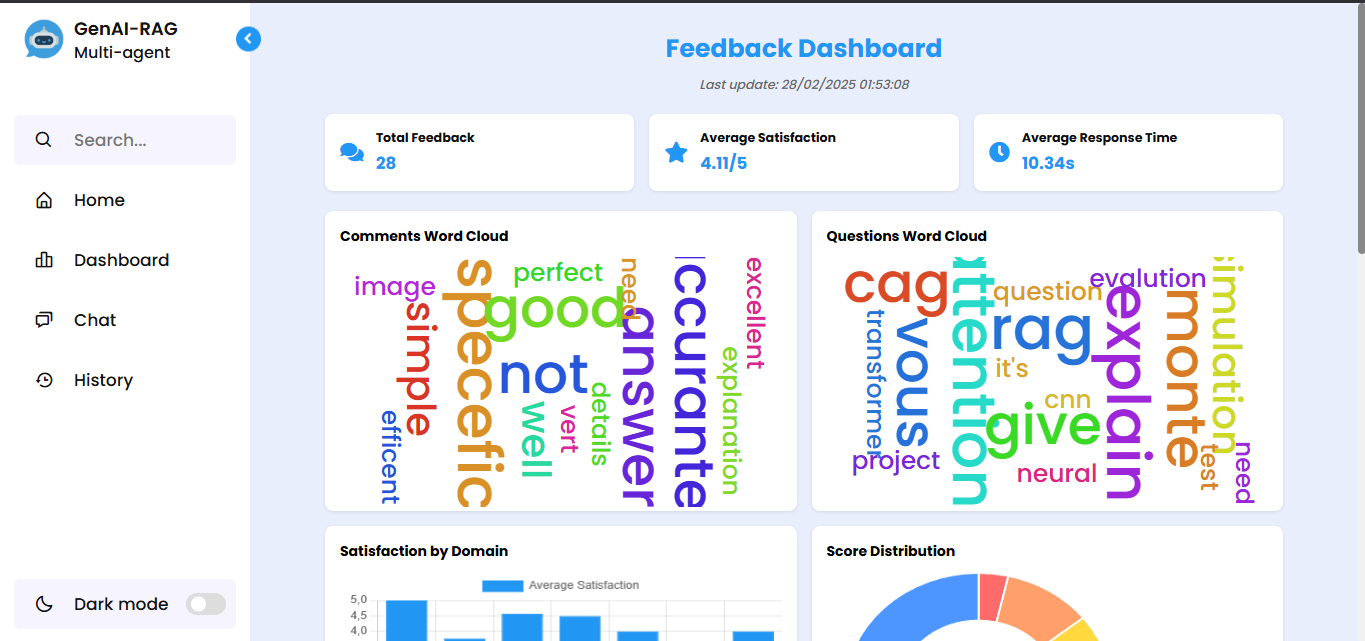 GenAI-RAG
Multi-agent
Search...
Home
Dashboard
Chat
History
Dark mode
Feedback Dashboard
Last update: 28/02/2025 01:53:08
Total Feedback
28
Average Satisfaction
4.11/5
Average Response Time
10.34s
Comments Word Cloud
image
simple
efficent
specefic
perfect
good
not
well
vert
details
need
answer
excellent
explanation
Questions Word Cloud
cag
transformer
vous
project
question
evalution
rag
it's
cnn
give
neural
explain
monte
test
need
Satisfaction by Domain
Average Satisfaction
5,0
4,5
4,0
Score Distribution